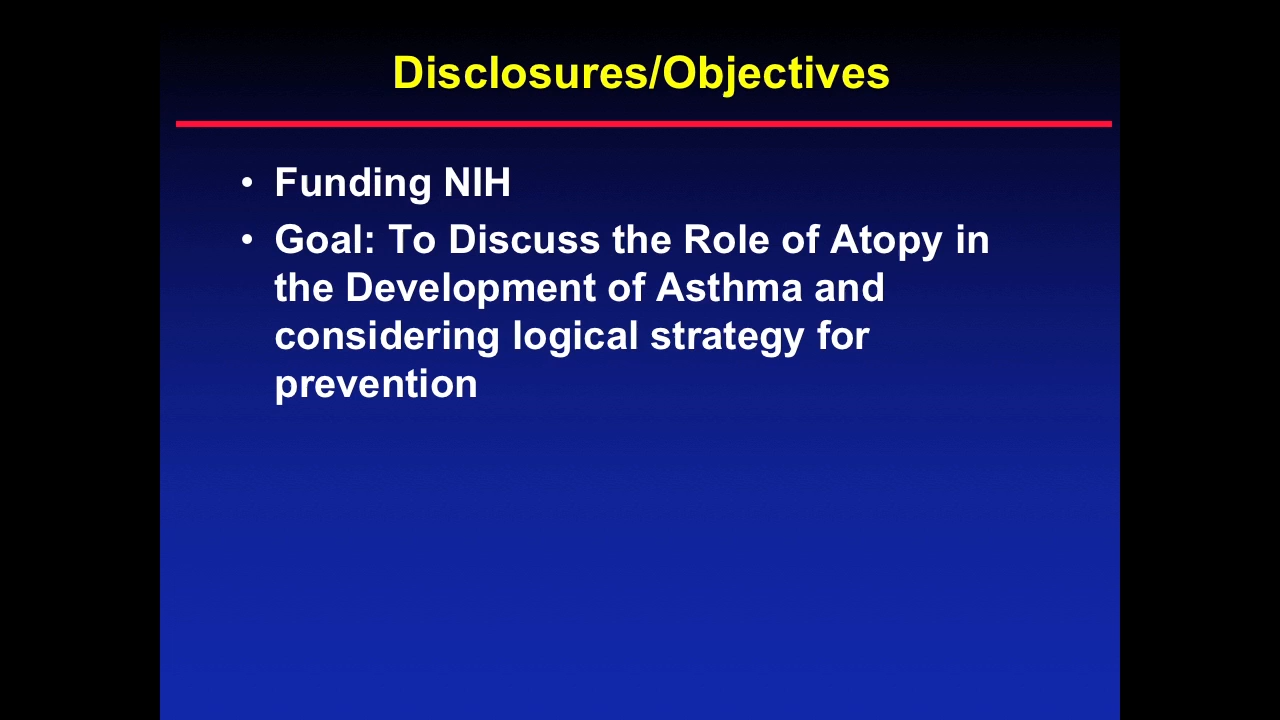 Disclosures/Objectives
• Funding NIH
• Goal: To Discuss the Role of Atopy in
the Development of Asthma and
considering logical strategy for
prevention